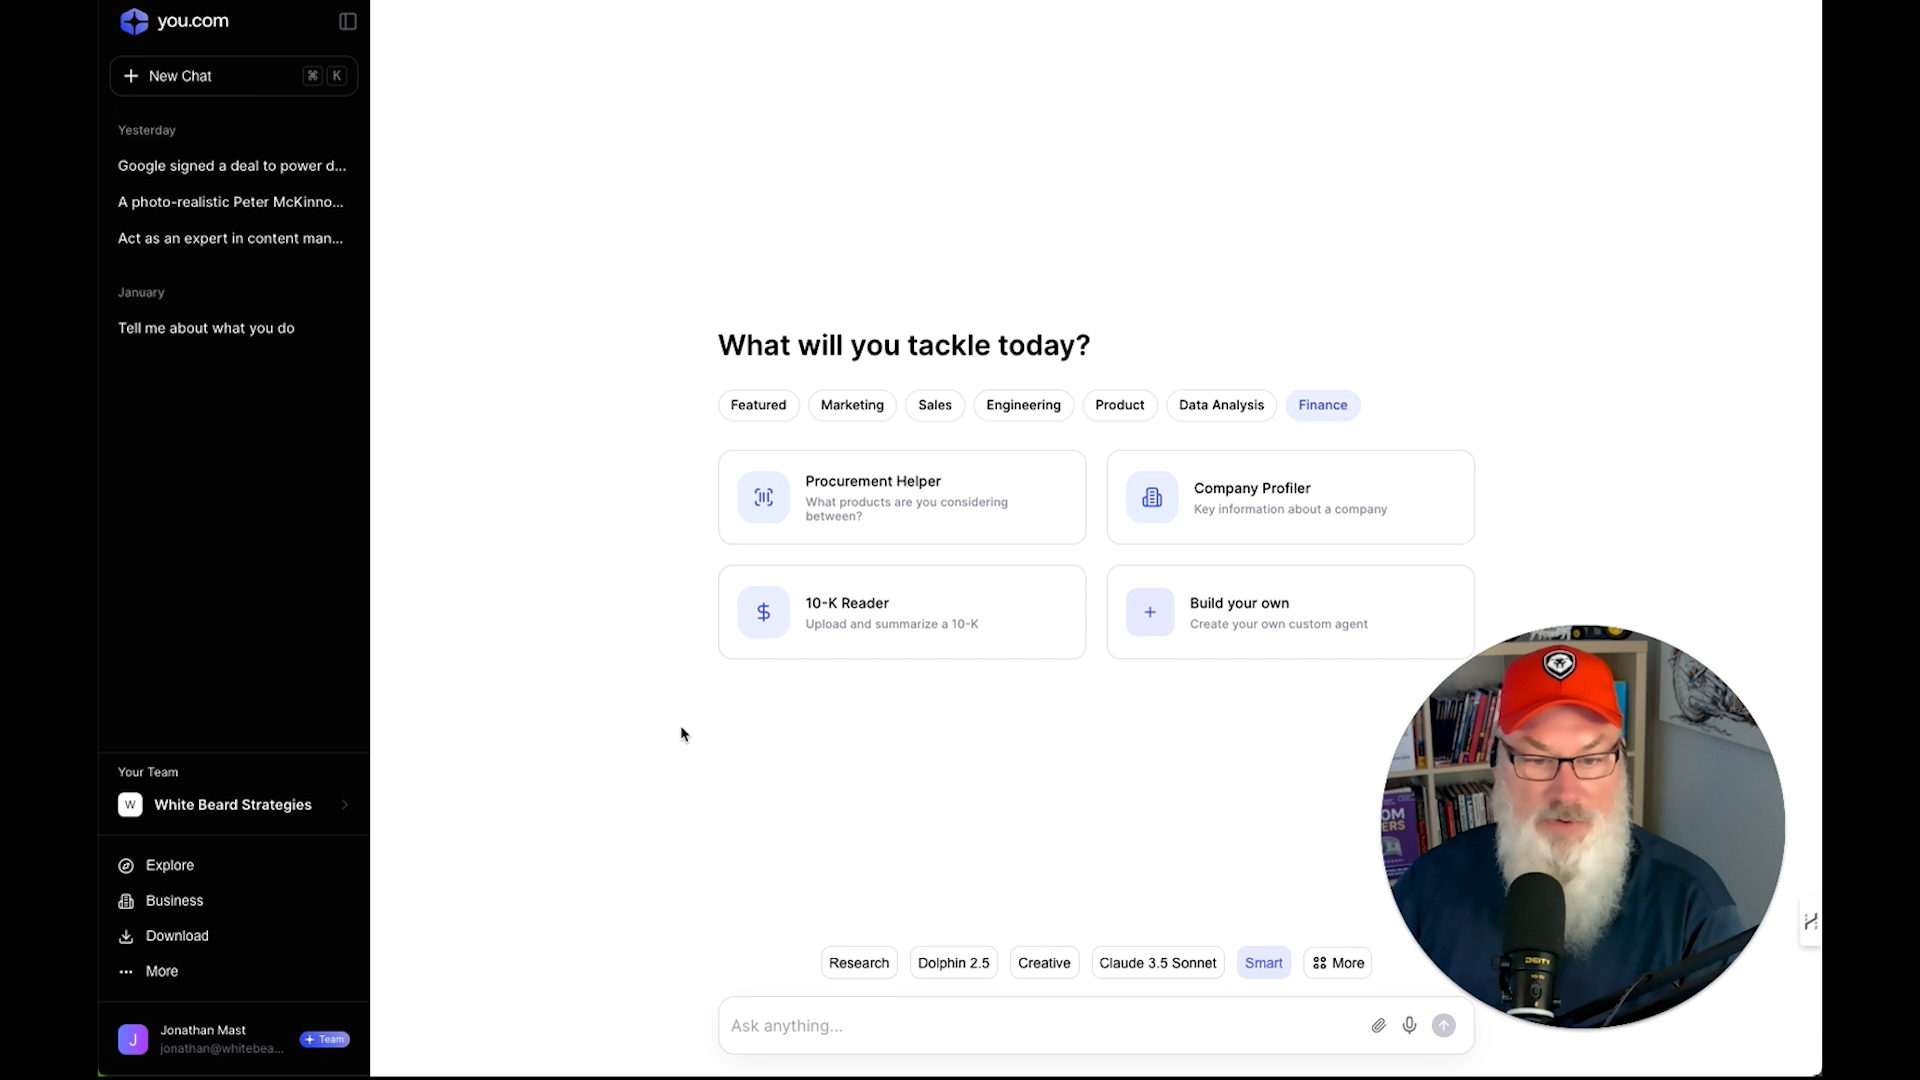 you.com
New Chat
⌘ K
Yesterday
Google signed a deal to power d...
A photo-realistic Peter McKinno...
Act as an expert in content man...
January
Tell me about what you do
Your Team
W White Beard Strategies
Explore
Business
Download
More
J
Jonathan Mast
jonathan@whitebea...
Team
What will you tackle today?
Featured Marketing Sales Engineering Product Data Analysis Finance
Procurement Helper
What products are you considering
between?
Company Profiler
Key information about a company
10-K Reader
Upload and summarize a 10-K
Build your own
Create your own custom agent
Research Dolphin 2.5 Creative Claude 3.5 Sonnet Smart More
Ask anything...
DEITY